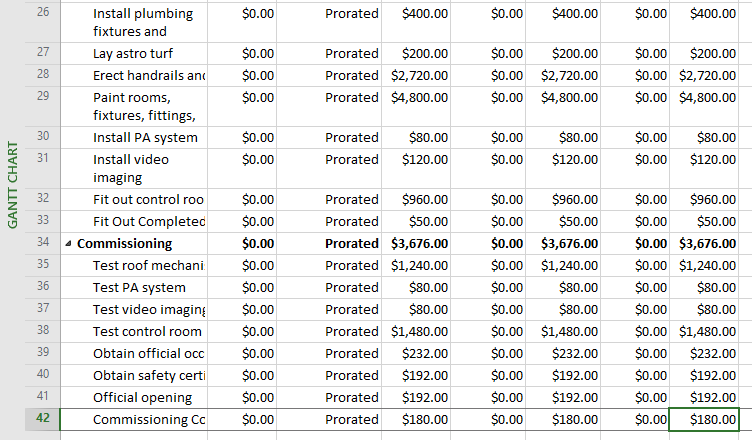 GANTT CHART
26 Install plumbing $0.00 Prorated $400.00 $0.00 $400.00 $0.00 $400.00
fixtures and
27 Lay astro turf $0.00 Prorated $200.00 $0.00 $200.00 $0.00 $200.00
28 Erect handrails and $0.00 Prorated $2,720.00 $0.00 $2,720.00 $0.00 $2,720.00
29 Paint rooms, $0.00 Prorated $4,800.00 $0.00 $4,800.00 $0.00 $4,800.00
fixtures, fittings,
30 Install PA system $0.00 Prorated $80.00 $0.00 $80.00 $0.00 $80.00
31 Install video $0.00 Prorated $120.00 $0.00 $120.00 $0.00 $120.00
imaging
32 Fit out control roo $0.00 Prorated $960.00 $0.00 $960.00 $0.00 $960.00
33 Fit Out Completed $0.00 Prorated $50.00 $0.00 $50.00 $0.00 $50.00
34 Commissioning $0.00 Prorated $3,676.00 $0.00 $3,676.00 $0.00 $3,676.00
35 Test roof mechani $0.00 Prorated $1,240.00 $0.00 $1,240.00 $0.00 $1,240.00
36 Test PA system $0.00 Prorated $80.00 $0.00 $80.00 $0.00 $80.00
37 Test video imaging $0.00 Prorated $80.00 $0.00 $80.00 $0.00 $80.00
38 Test control room $0.00 Prorated $1,480.00 $0.00 $1,480.00 $0.00 $1,480.00
39 Obtain official occ $0.00 Prorated $232.00 $0.00 $232.00 $0.00 $232.00
40 Obtain safety certi $0.00 Prorated $192.00 $0.00 $192.00 $0.00 $192.00
41 Official opening $0.00 Prorated $192.00 $0.00 $192.00 $0.00 $192.00
42 Commissioning Co $0.00 Prorated $180.00 $0.00 $180.00 $0.00 $180.00